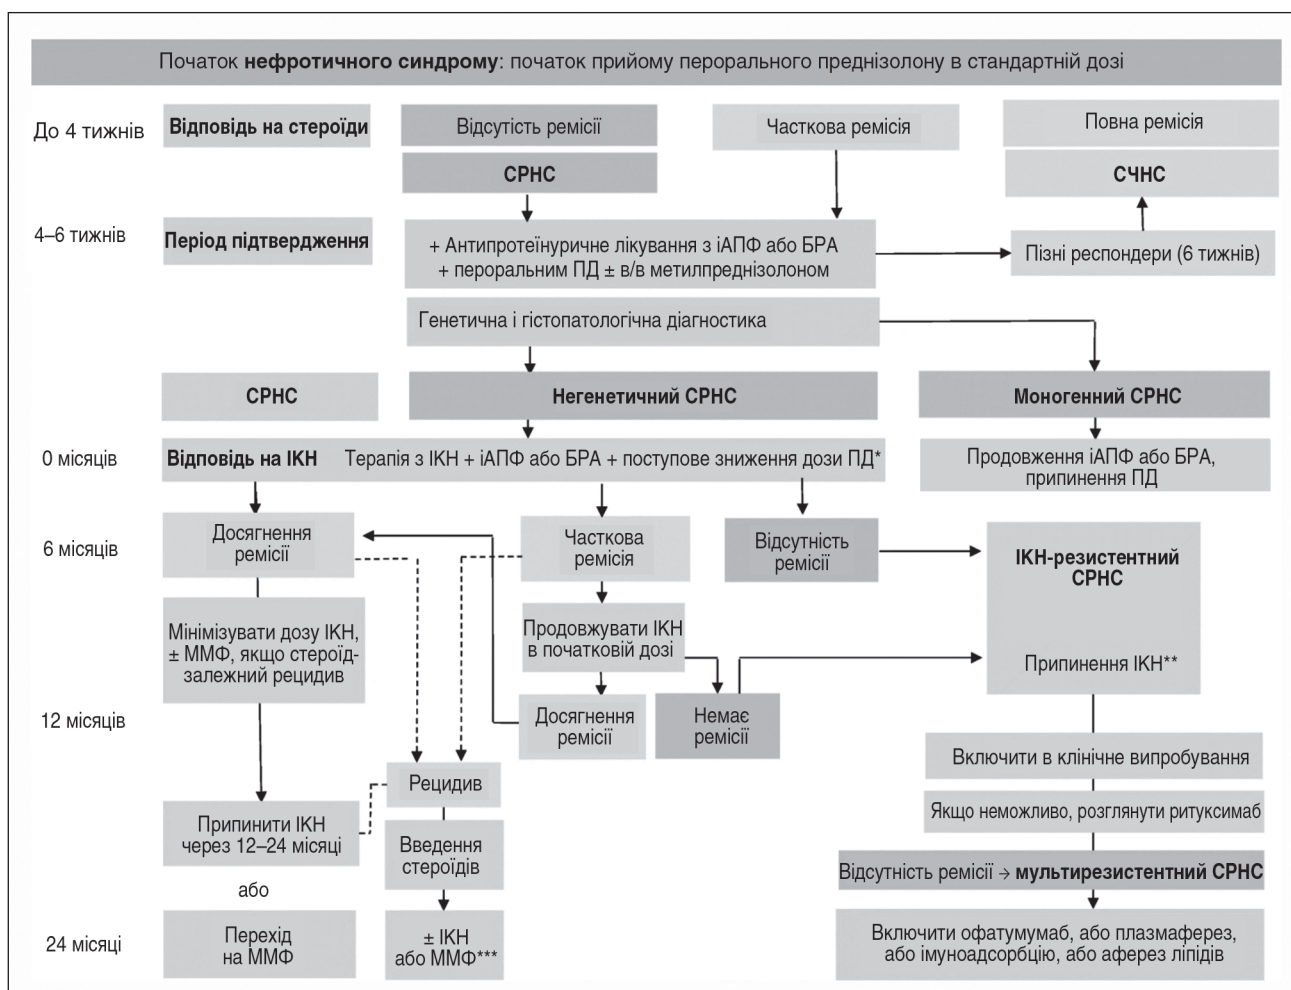 Початок нефротичного синдрому: початок прийому перорального преднізолону в стандартній дозі
До 4 тижнів
Відповідь на стероїди
Відсутість ремісії
Часткова ремісія
Повна ремісія
СРНС
СЧНС
4–6 тижнів
Період підтвердження
+ Антипротеїнуричне лікування з іАПФ або БРА
+ пероральним ПД ± в/в метилпреднізолоном
Пізні респондери (6 тижнів)
Генетична і гістопатологічна діагностика
СРНС
Негенетичний СРНС
Моногенний СРНС
0 місяців
Відповідь на ІКН
Терапія з ІКН + іАПФ або БРА + поступове зниження дози ПД*
Продовження іАПФ або БРА,
припинення ПД
6 місяців
Досягнення
ремісії
Часткова
ремісія
Відсутність
ремісії
ІКН-резистентний
СРНС
Припинення ІКН**
Мінімізувати дозу ІКН,
± ММФ, якщо стероїд-
залежний рецидив
Продовжувати ІКН
в початковій дозі
12 місяців
Досягнення
ремісії
Немає
ремісії
Включити в клінічне випробування
Рецидив
Якщо неможливо, розглянути ритуксимаб
Припинити ІКН
через 12–24 місяці
Введення
стероїдів
Відсутність ремісії → мультирезистентний СРНС
або
24 місяці
Перехід
на ММФ
± ІКН
або ММФ***
Включити офатумумаб, або плазмаферез,
або імуноадсорбцію, або аферез ліпідів